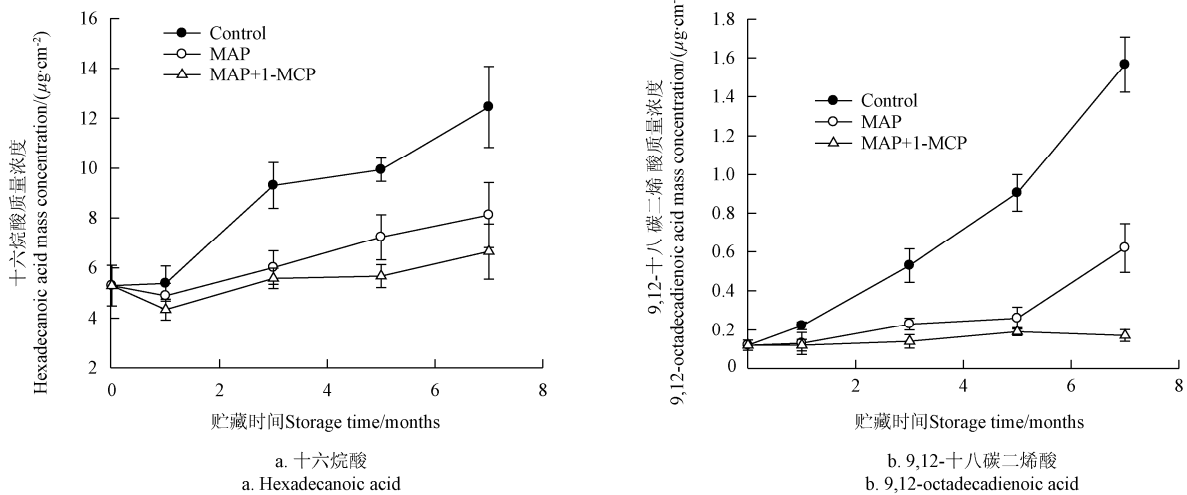 十六烷酸质量浓度
Hexadecanoic acid mass concentration/(μg·cm-2)
16
14
12
10
8
6
4
2
Control
MAP
MAP+1-MCP
0
2
4
6
8
贮藏时间Storage time/months
a. 十六烷酸
a. Hexadecanoic acid
9,12-十八 碳二烯 酸质量浓度
9,12-octadecadienoic acid mass concentration/(μg·cm-2)
1.8
1.6
1.4
1.2
1.0
0.8
0.6
0.4
0.2
0
Control
MAP
MAP+1-MCP
2
4
6
8
贮藏时间Storage time/months
b. 9,12-十八碳二烯酸
b. 9,12-octadecadienoic acid